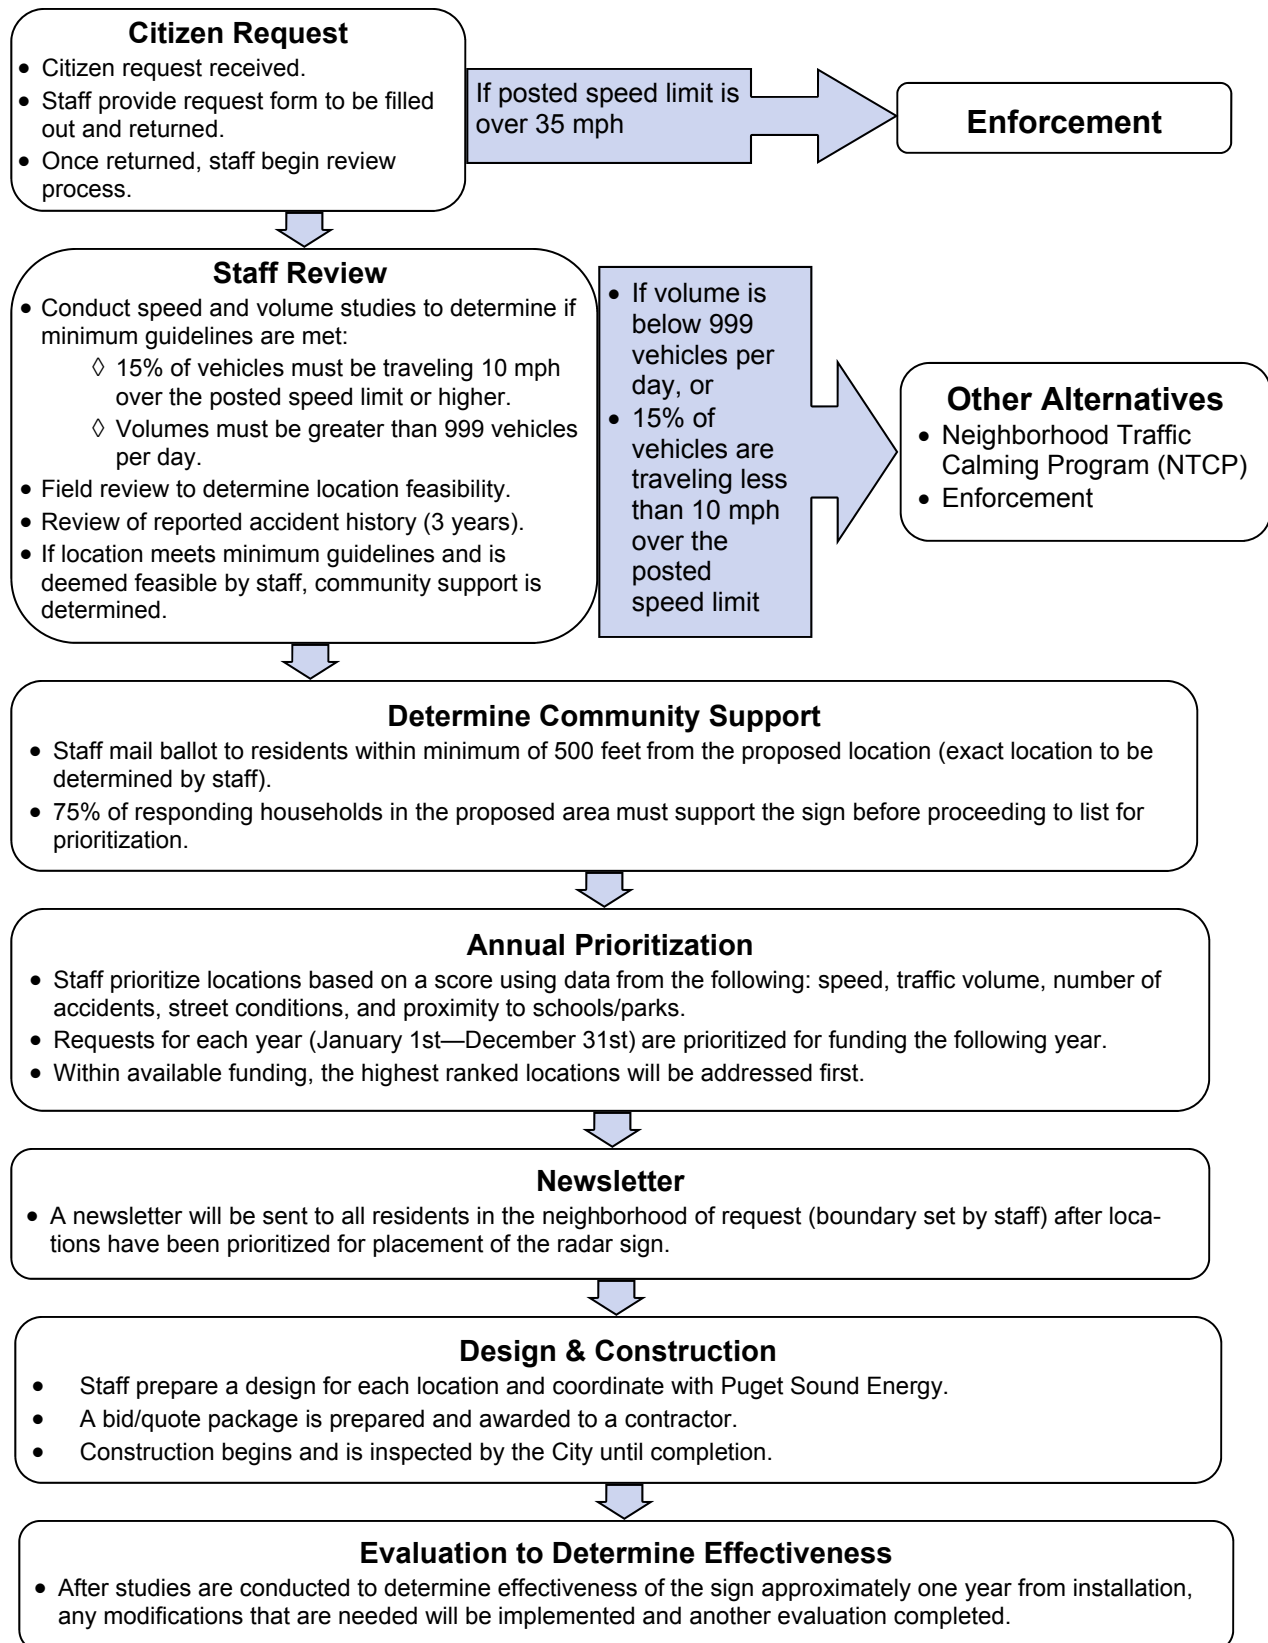 Citizen Request
• Citizen request received.
• Staff provide request form to be filled
out and returned.
• Once returned, staff begin review
process.
If posted speed limit is
over 35 mph
Enforcement
Staff Review
• Conduct speed and volume studies to determine if
minimum guidelines are met:
◊ 15% of vehicles must be traveling 10 mph
over the posted speed limit or higher.
◊ Volumes must be greater than 999 vehicles
per day.
• Field review to determine location feasibility.
• Review of reported accident history (3 years).
• If location meets minimum guidelines and is
deemed feasible by staff, community support is
determined.
• If volume is
below 999
vehicles per
day, or
• 15% of
vehicles are
traveling less
than 10 mph
over the
posted
speed limit
Other Alternatives
• Neighborhood Traffic
Calming Program (NTCP)
• Enforcement
Determine Community Support
• Staff mail ballot to residents within minimum of 500 feet from the proposed location (exact location to be
determined by staff).
• 75% of responding households in the proposed area must support the sign before proceeding to list for
prioritization.
Annual Prioritization
• Staff prioritize locations based on a score using data from the following: speed, traffic volume, number of
accidents, street conditions, and proximity to schools/parks.
• Requests for each year (January 1st—December 31st) are prioritized for funding the following year.
• Within available funding, the highest ranked locations will be addressed first.
Newsletter
• A newsletter will be sent to all residents in the neighborhood of request (boundary set by staff) after loca-
tions have been prioritized for placement of the radar sign.
Design & Construction
• Staff prepare a design for each location and coordinate with Puget Sound Energy.
• A bid/quote package is prepared and awarded to a contractor.
• Construction begins and is inspected by the City until completion.
Evaluation to Determine Effectiveness
• After studies are conducted to determine effectiveness of the sign approximately one year from installation,
any modifications that are needed will be implemented and another evaluation completed.